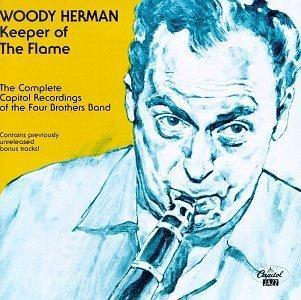 WOODY HERMAN
Keeper of
The Flame
The Complete
Capitol Recordings
of the Four Brothers Band
Contains previously
unreleased
bonus tracks!
Capitol
JAZZ